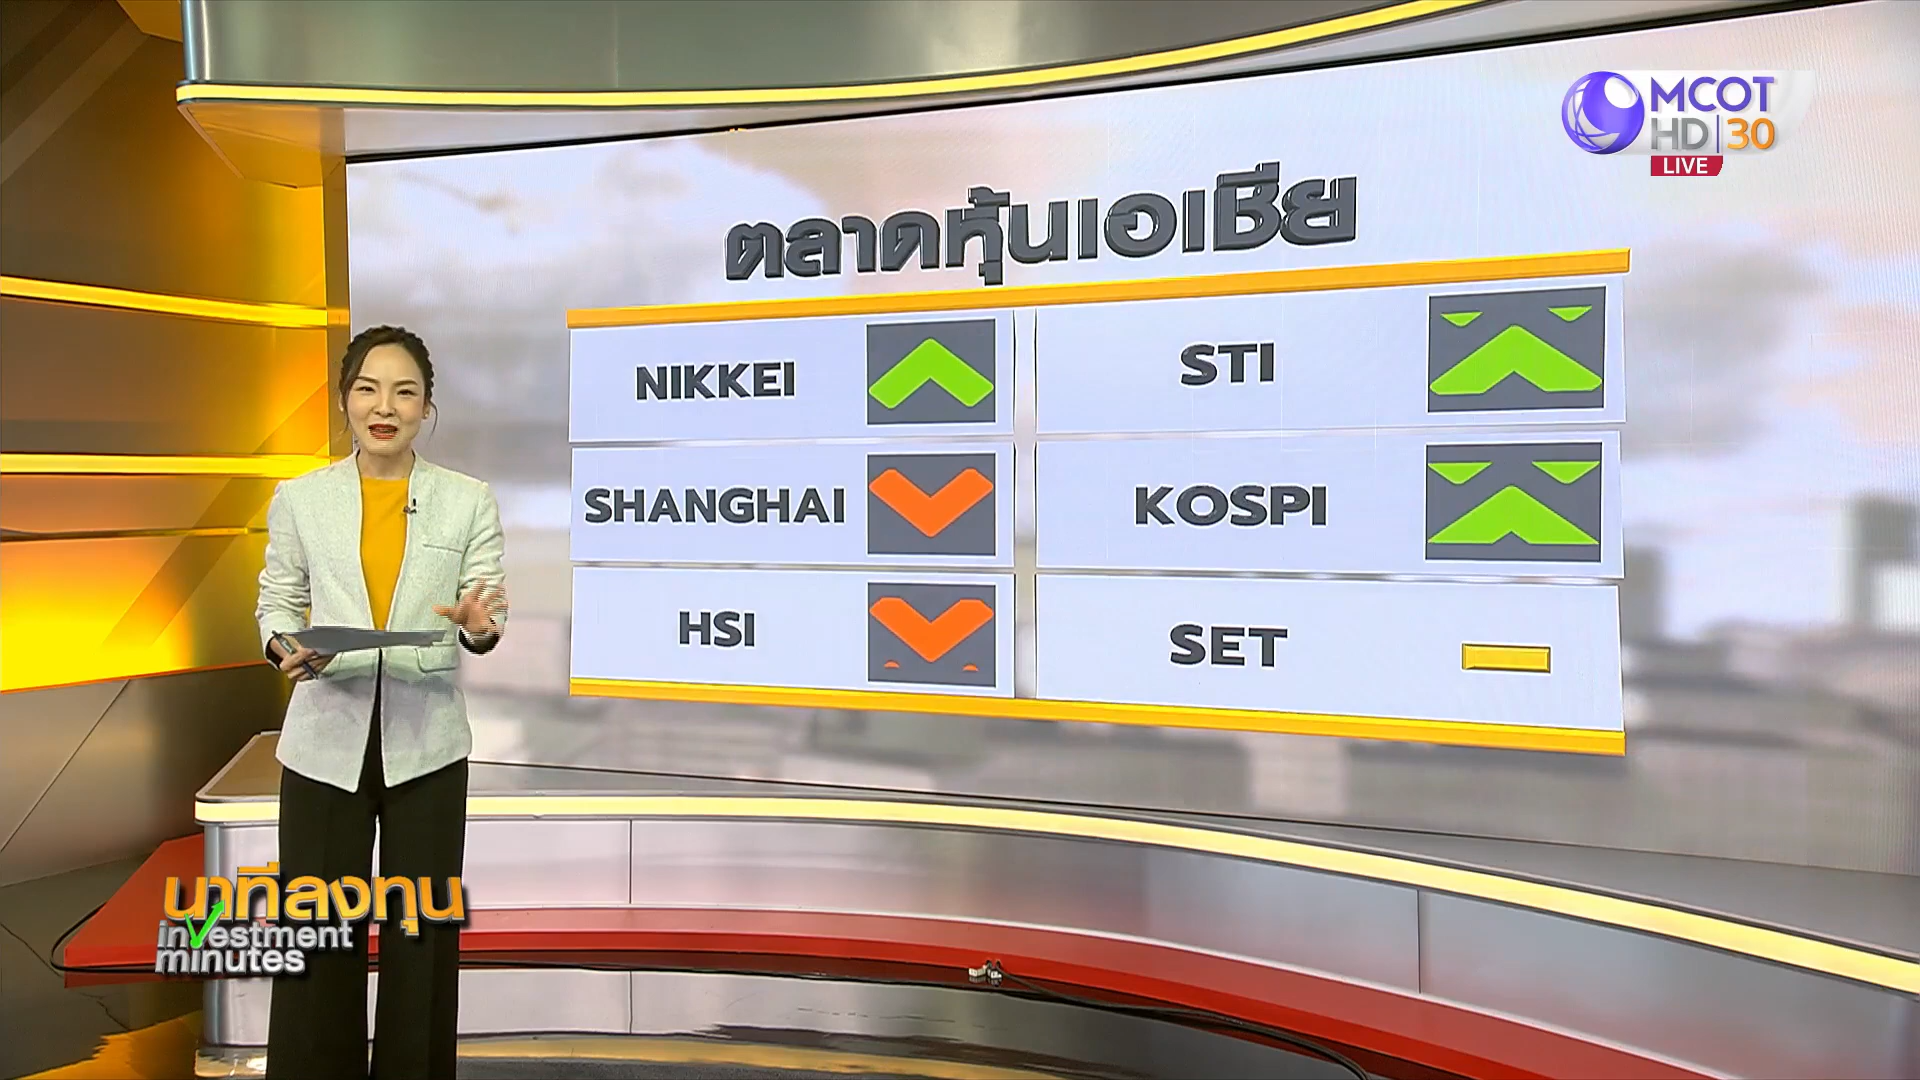 MCOT
HD 30
LIVE
ตลาดหุ้นเอเชีย
NIKKEI
STI
SHANGHAI
KOSPI
HSI
SET
นาทีลงทุน
investment
minutes